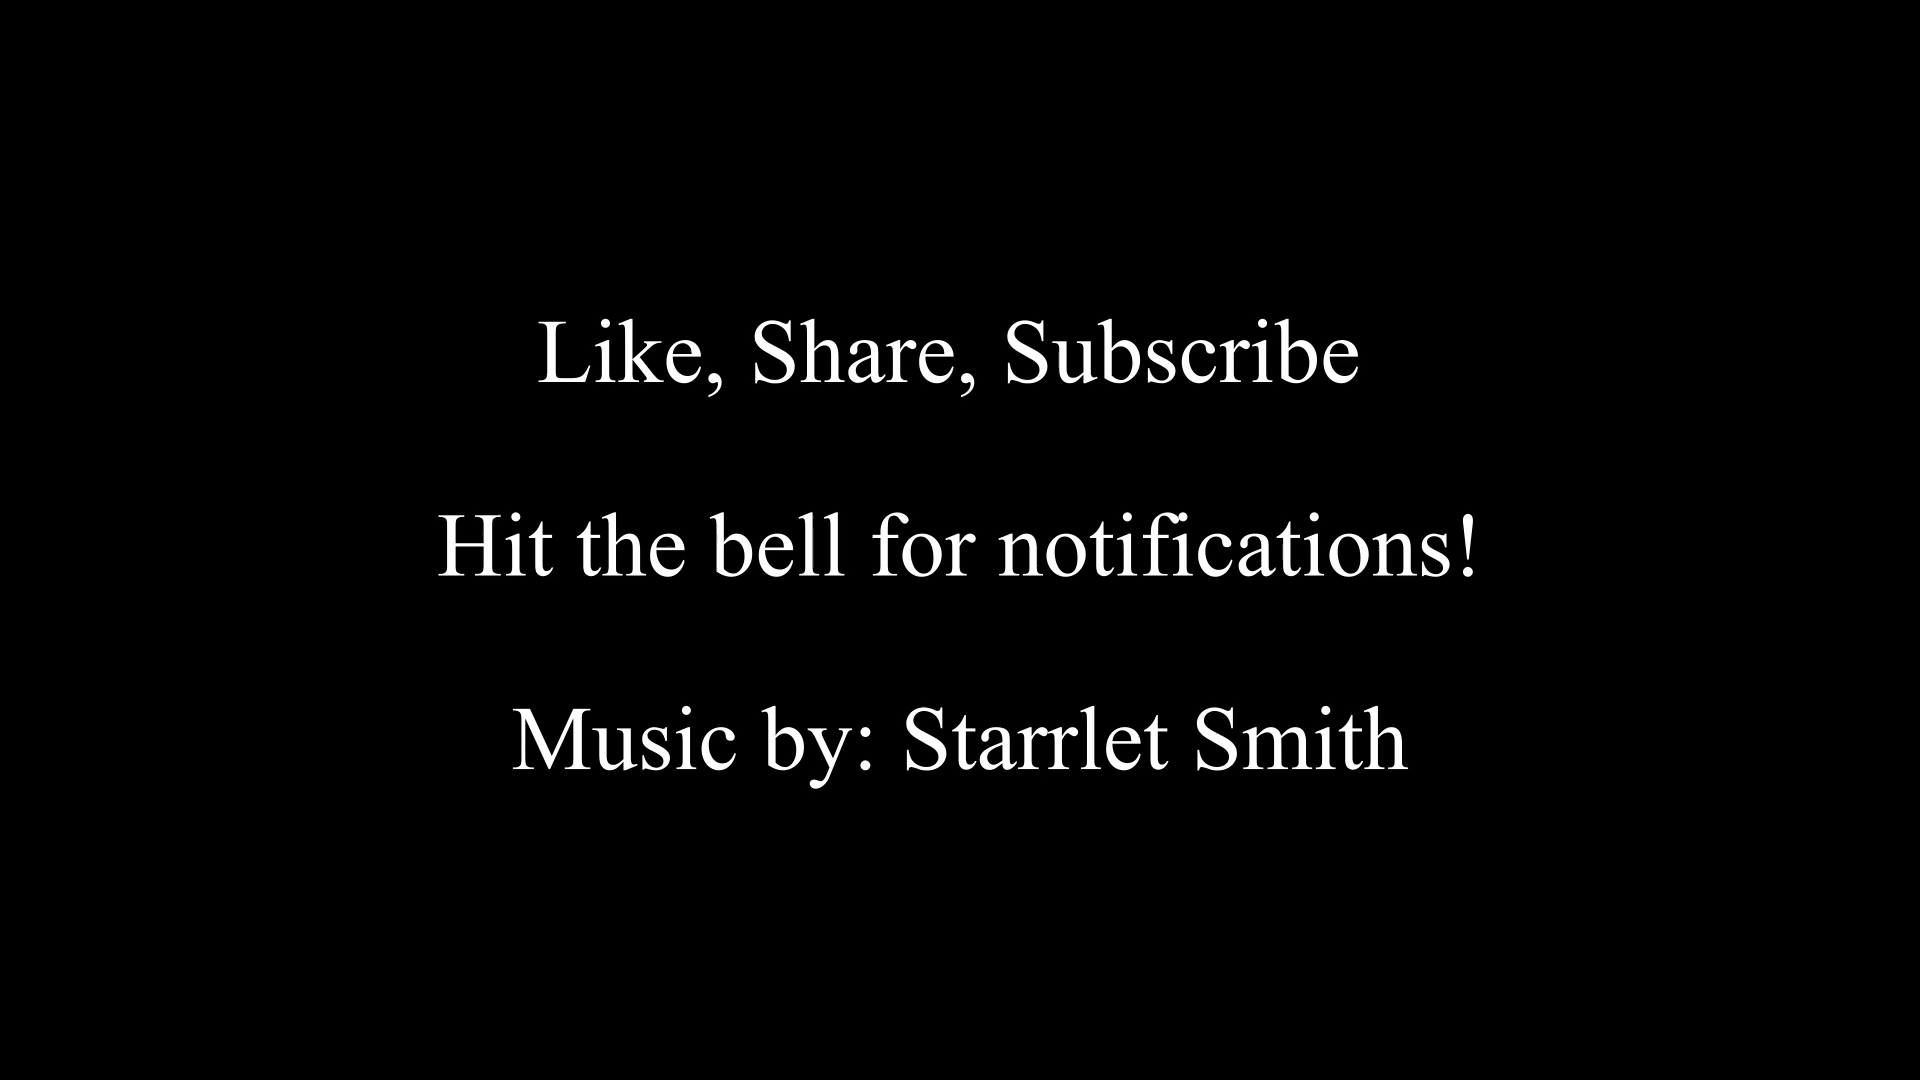 Like, Share, Subscribe
Hit the bell for notifications!
Music by: Starrlet Smith